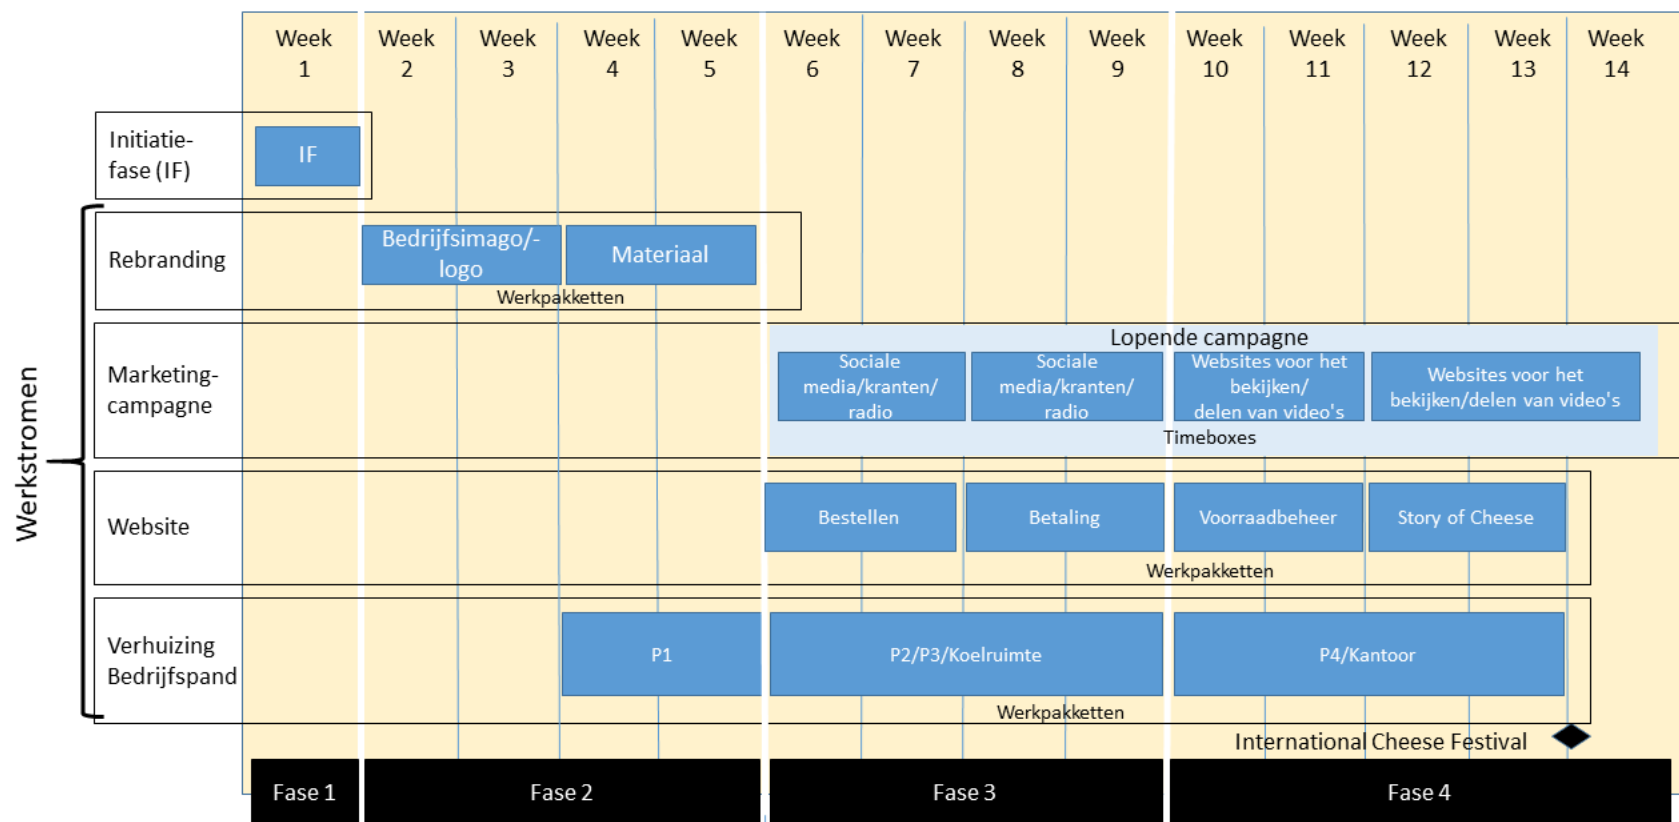 Week
1
Week
2
Week
3
Week
4
Week
5
Week
6
Week
7
Week
8
Week
9
Week
10
Week
11
Week
12
Week
13
Week
14
Initiatie-
fase (IF)
IF
Werkstromen
Rebranding
Bedrijfsimago/-
logo
Materiaal
Werkpakketten
Marketing-
campagne
Lopende campagne
Sociale
media/kranten/
radio
Sociale
media/kranten/
radio
Websites voor het
bekijken/
delen van video's
Websites voor het
bekijken/delen van video's
Timeboxes
Website
Bestellen
Betaling
Voorraadbeheer
Story of Cheese
Werkpakketten
Verhuizing
Bedrijfspand
P1
P2/P3/Koelruimte
P4/Kantoor
Werkpakketten
International Cheese Festival
Fase 1
Fase 2
Fase 3
Fase 4